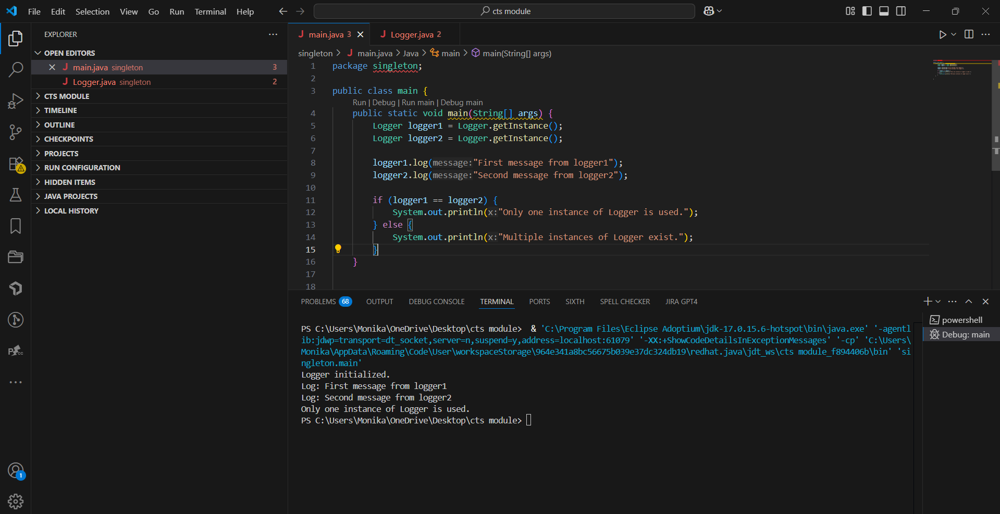 File Edit Selection View Go Run Terminal Help
cts module
EXPLORER
OPEN EDITORS
main.java singleton 3
Logger.java singleton 2
CTS MODULE
TIMELINE
OUTLINE
CHECKPOINTS
PROJECTS
RUN CONFIGURATION
HIDDEN ITEMS
JAVA PROJECTS
LOCAL HISTORY
1
main.java 3
Logger.java 2
singleton > main.java > Java > main > main(String[] args)
1 package singleton;
2
3 public class main {
Run | Debug | Run main | Debug main
4 public static void main(String[] args) {
5 Logger logger1 = Logger.getInstance();
6 Logger logger2 = Logger.getInstance();
7
8 logger1.log(message:"First message from logger1");
9 logger2.log(message:"Second message from logger2");
10
11 if (logger1 == logger2) {
12 System.out.println(x:"Only one instance of Logger is used.");
13 } else {
14 System.out.println(x:"Multiple instances of Logger exist.");
15 }
16 }
17
18
PROBLEMS 68 OUTPUT DEBUG CONSOLE TERMINAL PORTS SIXTH SPELL CHECKER JIRA GPT4
PS C:\Users\Monika\OneDrive\Desktop\cts module> & 'C:\Program Files\Eclipse Adoptium\jdk-17.0.15.6-hotspot\bin\java.exe' '-agentl
ib:jdwp=transport=dt_socket,server=n,suspend=y,address=localhost:61079' '-XX:+ShowCodeDetailsInExceptionMessages' '-cp' 'C:\Users\
Monika\AppData\Roaming\Code\User\workspaceStorage\964e341a8bc56675b039e37dc324db19\redhat.java\jdt_ws\cts module_f894406b\bin' 'si
ngleton.main'
Logger initialized.
Log: First message from logger1
Log: Second message from logger2
Only one instance of Logger is used.
PS C:\Users\Monika\OneDrive\Desktop\cts module>
powershell
Debug: main